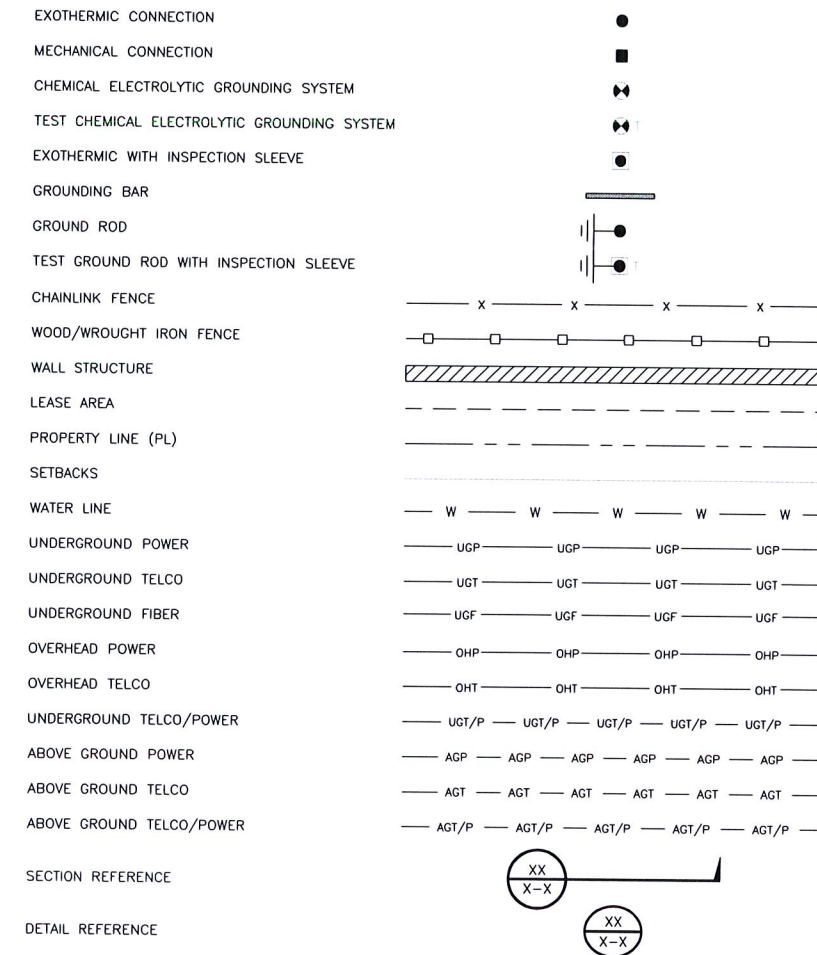 EXOTHERMIC CONNECTION
MECHANICAL CONNECTION
CHEMICAL ELECTROLYTIC GROUNDING SYSTEM
TEST CHEMICAL ELECTROLYTIC GROUNDING SYSTEM T
EXOTHERMIC WITH INSPECTION SLEEVE
GROUNDING BAR
GROUND ROD
TEST GROUND ROD WITH INSPECTION SLEEVE T
CHAINLINK FENCE X X X X
WOOD/WROUGHT IRON FENCE
WALL STRUCTURE
LEASE AREA
PROPERTY LINE (PL)
SETBACKS
WATER LINE W W W W W
UNDERGROUND POWER UGP UGP UGP UGP
UNDERGROUND TELCO UGT UGT UGT UGT
UNDERGROUND FIBER UGF UGF UGF UGF
OVERHEAD POWER OHP OHP OHP OHP
OVERHEAD TELCO OHT OHT OHT OHT
UNDERGROUND TELCO/POWER UGT/P UGT/P UGT/P UGT/P UGT/P
ABOVE GROUND POWER AGP AGP AGP AGP AGP AGP
ABOVE GROUND TELCO AGT AGT AGT AGT AGT AGT
ABOVE GROUND TELCO/POWER AGT/P AGT/P AGT/P AGT/P AGT/P
SECTION REFERENCE XX
X-X
DETAIL REFERENCE XX
X-X